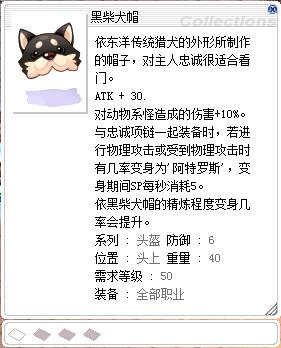 黑柴犬帽
Collections
依东洋传统猎犬的外形所制作
的帽子，对主人忠诚很适合看
门。
ATK + 30.
对动物系怪造成的伤害+10%。
与忠诚项链一起装备时，若进
行物理攻击或受到物理攻击时
有几率变身为'阿特罗斯'，变
身期间SP每秒消耗5。
依黑柴犬帽的精炼程度变身几
率会提升。
系列 : 头盔 防御 : 6
位置 : 头上 重量 : 40
需求等级 : 50
装备 : 全部职业